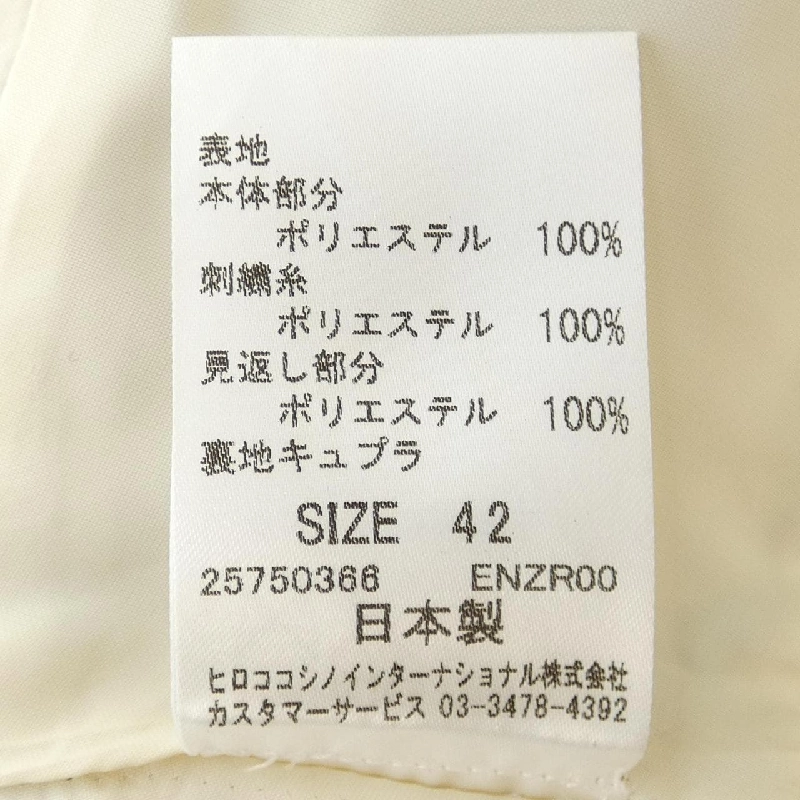 表地
本体部分
ポリエステル 100%
刺繍糸
ポリエステル 100%
見返し部分
ポリエステル 100%
裏地キュプラ
SIZE 42
25750366 ENZR00
日本製
ヒロココシノインターナショナル株式会社
カスタマーサービス 03-3478-4392